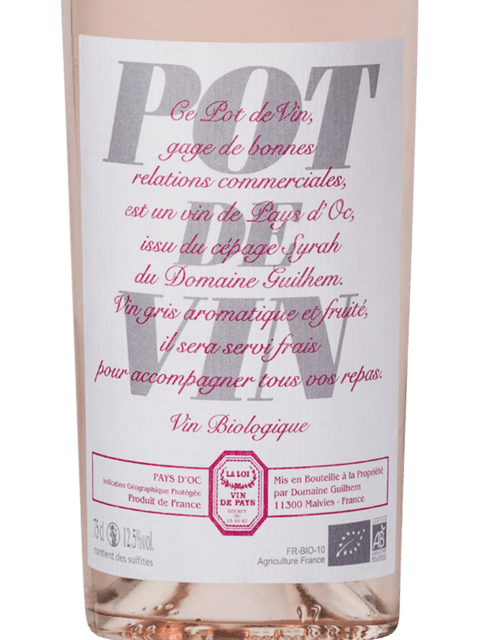 POT
DE
VIN
Ce Pot de Vin,
gage de bonnes
relations commerciales,
est un vin de Pays d'Oc,
issu du cépage Syrah
du Domaine Guilhem.
Vin gris aromatique et fruité,
il sera servi frais
pour accompagner tous vos repas.
Vin Biologique
PAYS D'OC
Indication Géographique Protégée
Produit de France
LA LOI
VIN
DE PAYS
DECRET
DU
Mis en Bouteille à la Propriété
par Domaine Guilhem
11300 Malviès - France
75cl 12,5%vol.
contient des sulfites
FR-BIO-10
Agriculture France
AB